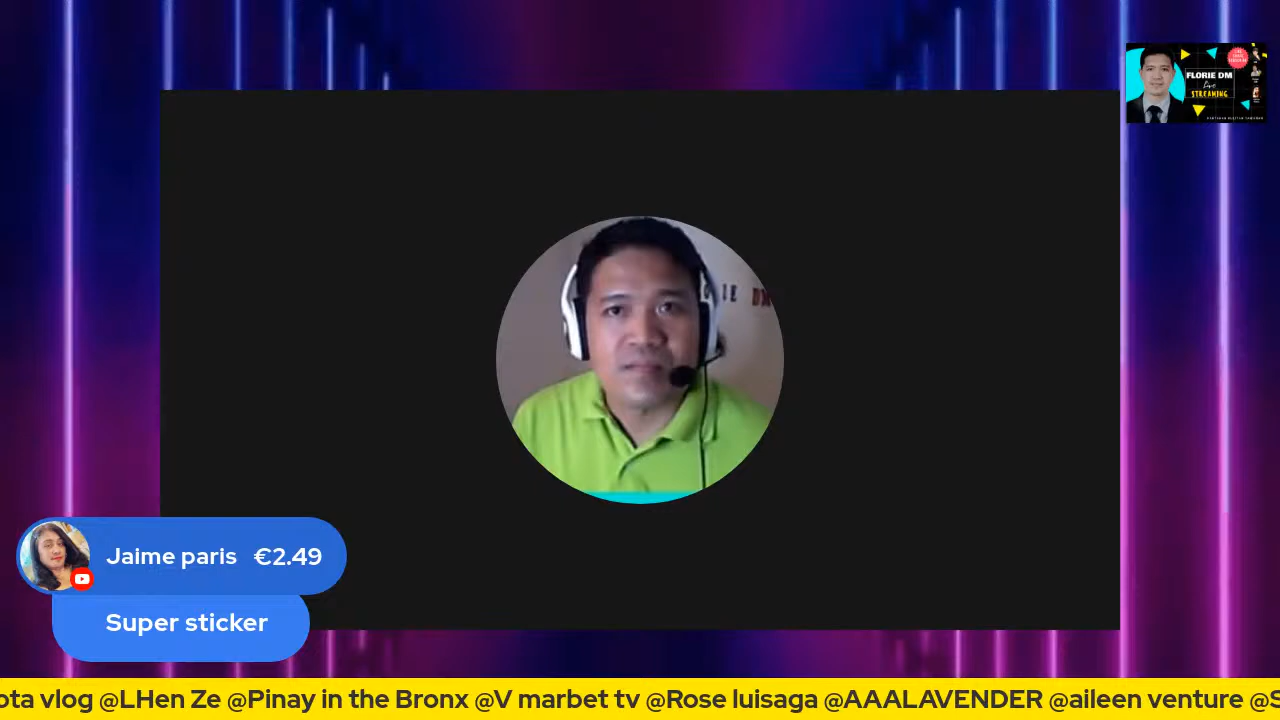 FLORIE DM
Live
STREAMING
Jaime paris €2.49
Super sticker
ota vlog @LHen Ze @Pinay in the Bronx @V marbet tv @Rose luisaga @AAALAVENDER @aileen venture @S